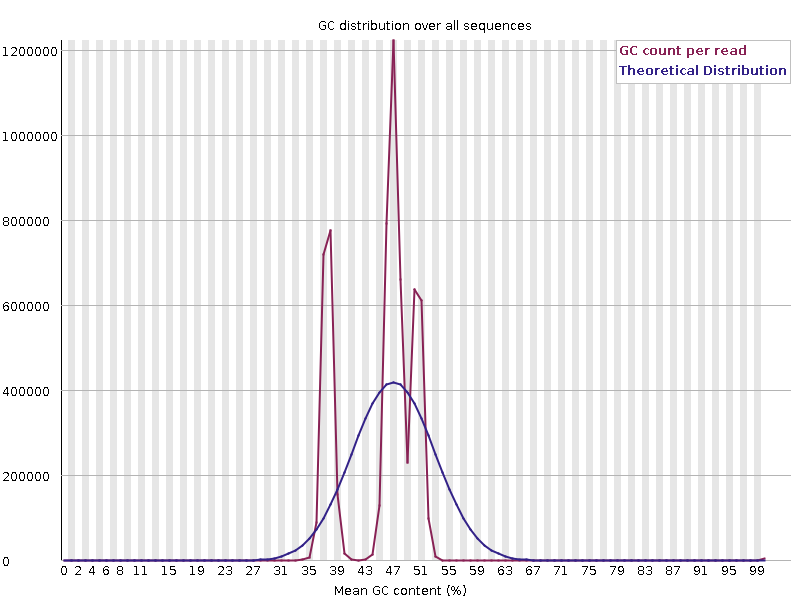 GC distribution over all sequences
GC count per read
Theoretical Distribution
1200000
1000000
800000
600000
400000
200000
0
0 2 4 6 8 11 15 19 23 27 31 35 39 43 47 51 55 59 63 67 71 75 79 83 87 91 95 99
Mean GC content (%)